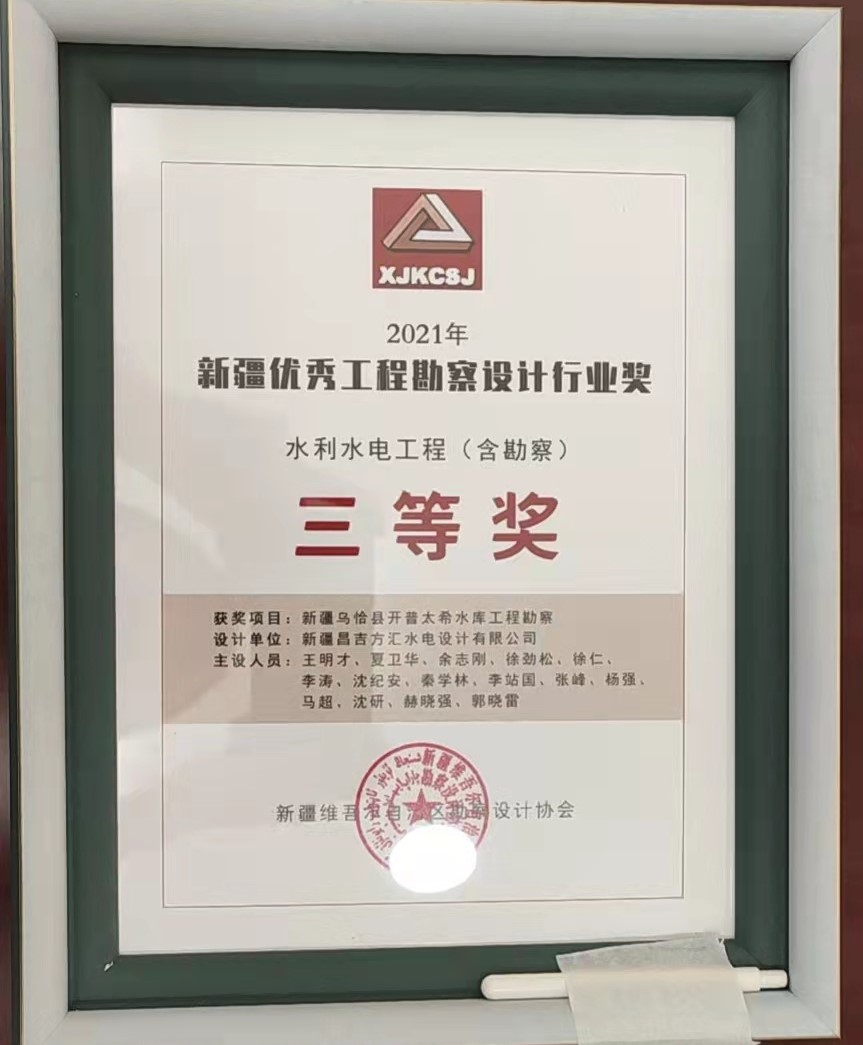 XJKCSJ
2021年
新疆优秀工程勘察设计行业奖
水利水电工程（含勘察）
三等奖
获奖项目：新疆乌恰县开普太希水库工程勘察
设计单位：新疆昌吉方汇水电设计有限公司
主设人员：王明才、夏卫华、余志刚、徐劲松、徐仁、
李涛、沈纪安、秦学林、李站国、张峰、杨强、
马超、沈研、赫晓强、郭晓雷
新疆维吾尔自治区勘察设计协会